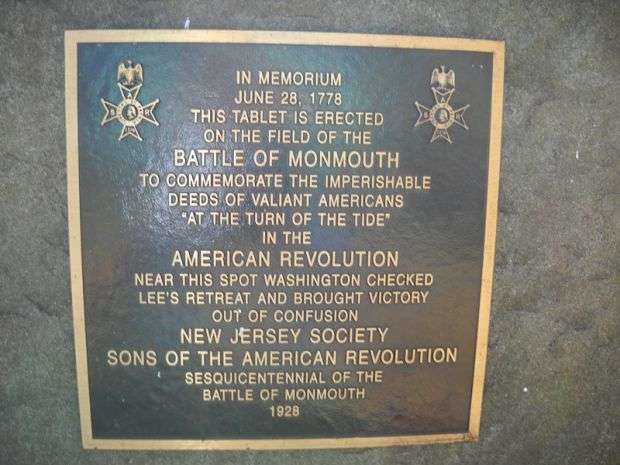 IN MEMORIUM
JUNE 28, 1778
THIS TABLET IS ERECTED
ON THE FIELD OF THE
BATTLE OF MONMOUTH
TO COMMEMORATE THE IMPERISHABLE
DEEDS OF VALIANT AMERICANS
"AT THE TURN OF THE TIDE"
IN THE
AMERICAN REVOLUTION
NEAR THIS SPOT WASHINGTON CHECKED
LEE'S RETREAT AND BROUGHT VICTORY
OUT OF CONFUSION
NEW JERSEY SOCIETY
SONS OF THE AMERICAN REVOLUTION
SESQUICENTENNIAL OF THE
BATTLE OF MONMOUTH
1928